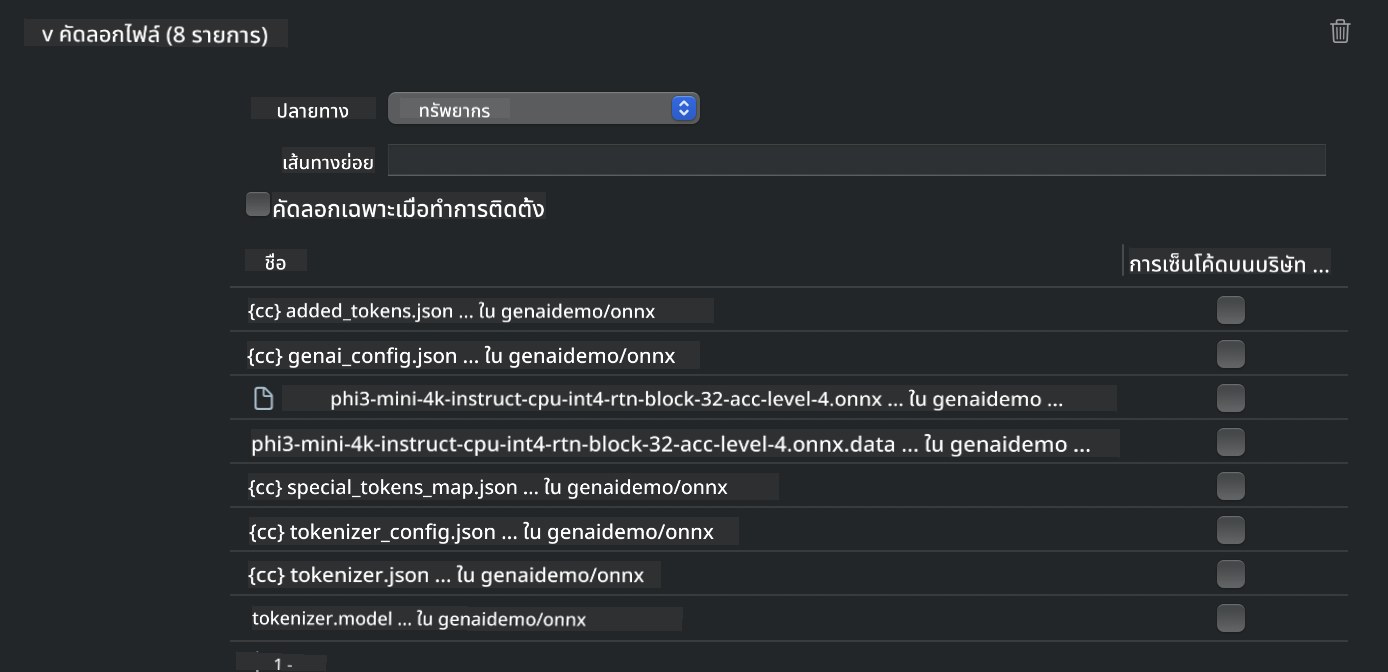 v คัดลอกไฟล์ (8 รายการ)
ปลายทาง ทรัพยากร
เส้นทางย่อย
คัดลอกเฉพาะเมื่อทำการติดตั้ง
ชื่อ การเซ็นโค้ดบนบริษัท ...
{cc} added_tokens.json ... ใน genaidemo/onnx
{cc} genai_config.json ... ใน genaidemo/onnx
phi3-mini-4k-instruct-cpu-int4-rtn-block-32-acc-level-4.onnx ... ใน genaidemo ...
phi3-mini-4k-instruct-cpu-int4-rtn-block-32-acc-level-4.onnx.data ... ใน genaidemo ...
{cc} special_tokens_map.json ... ใน genaidemo/onnx
{cc} tokenizer_config.json ... ใน genaidemo/onnx
{cc} tokenizer.json ... ใน genaidemo/onnx
tokenizer.model ... ใน genaidemo/onnx
1 -